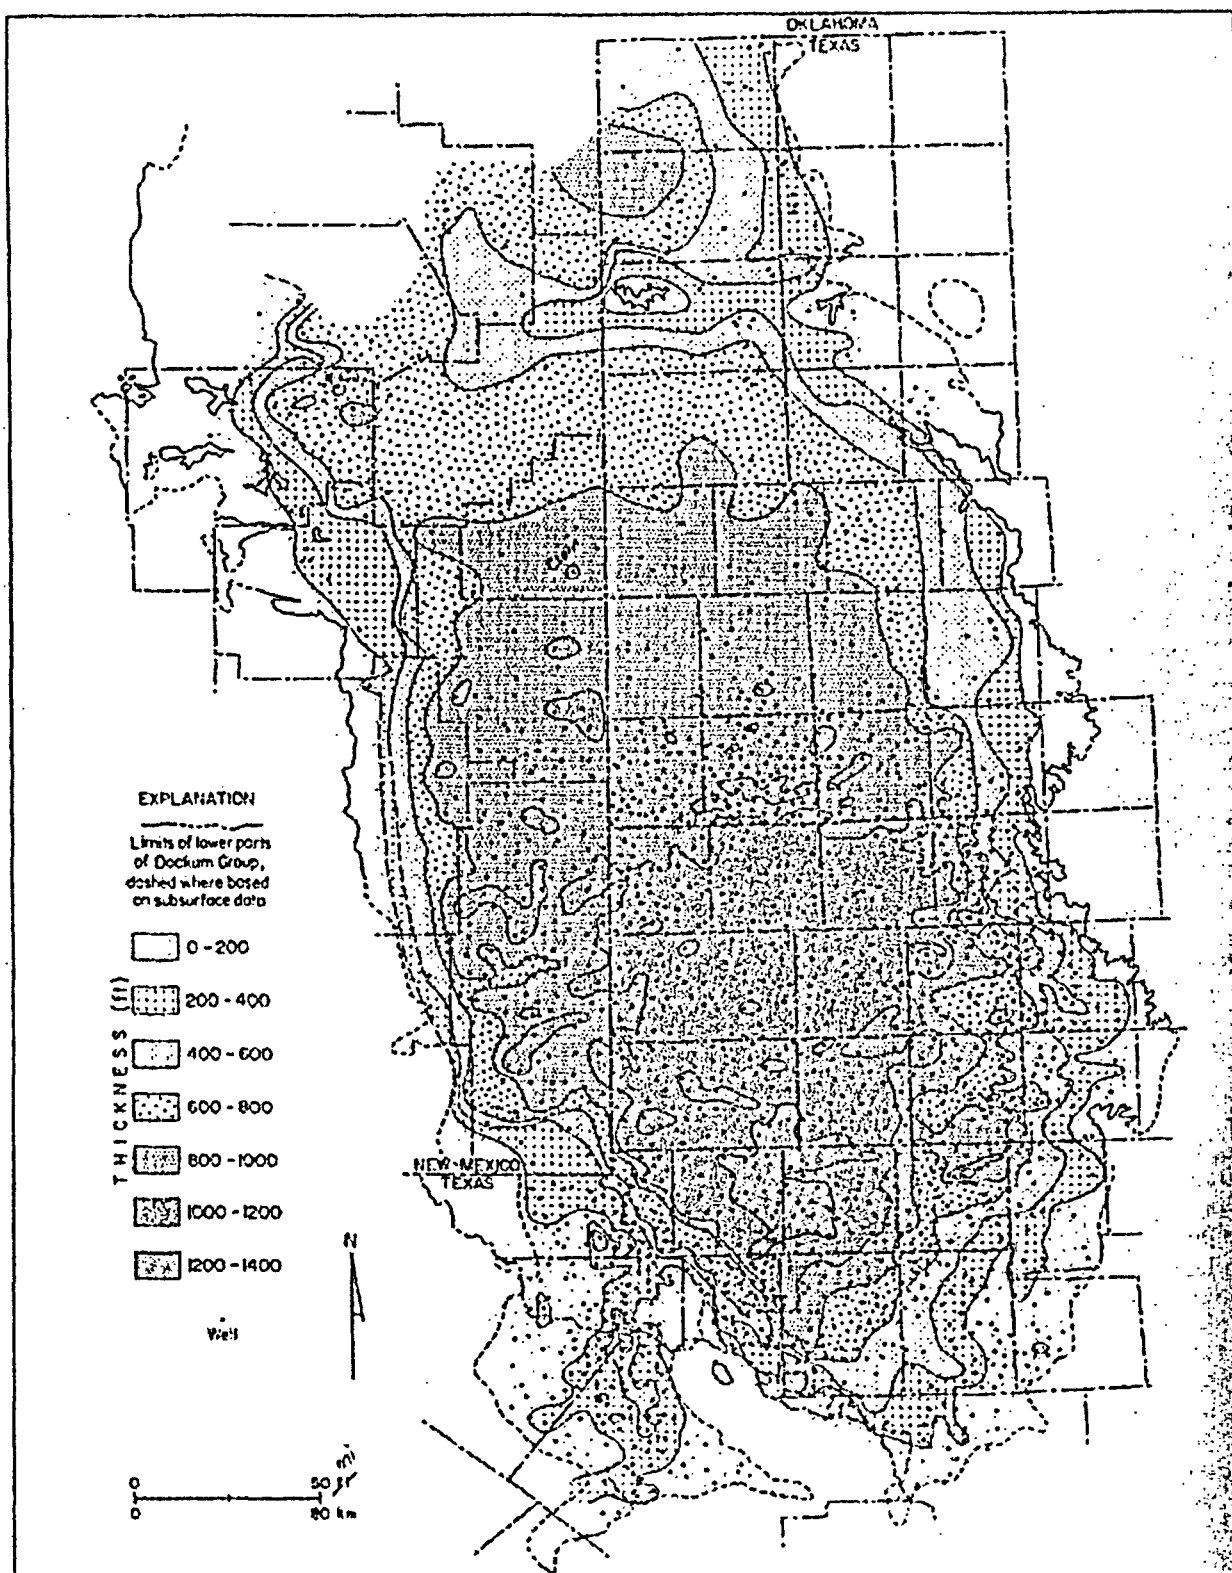 OKLAHOMA
TEXAS
EXPLANATION
Limits of lower parts
of Dockum Group,
dashed where based
on subsurface data
THICKNESS (ft)
0 - 200
200 - 400
400 - 600
600 - 800
800 - 1000
1000 - 1200
1200 - 1400
Well
NEW MEXICO
TEXAS
N
0 50 mi
0 80 km